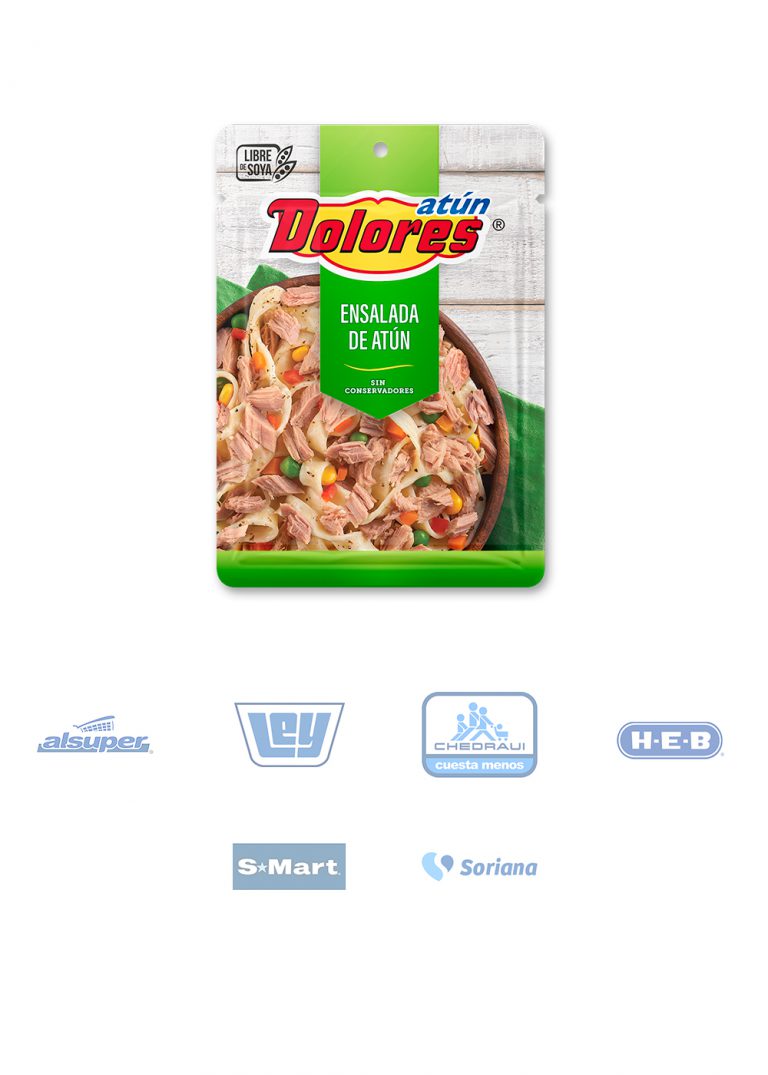 LIBRE
DE SOYA
atún
Dolores®
ENSALADA
DE ATÚN
SIN
CONSERVADORES
alsuper®
Ley
CHEDRAUI
cuesta menos
H-E-B®
S★Mart
Soriana